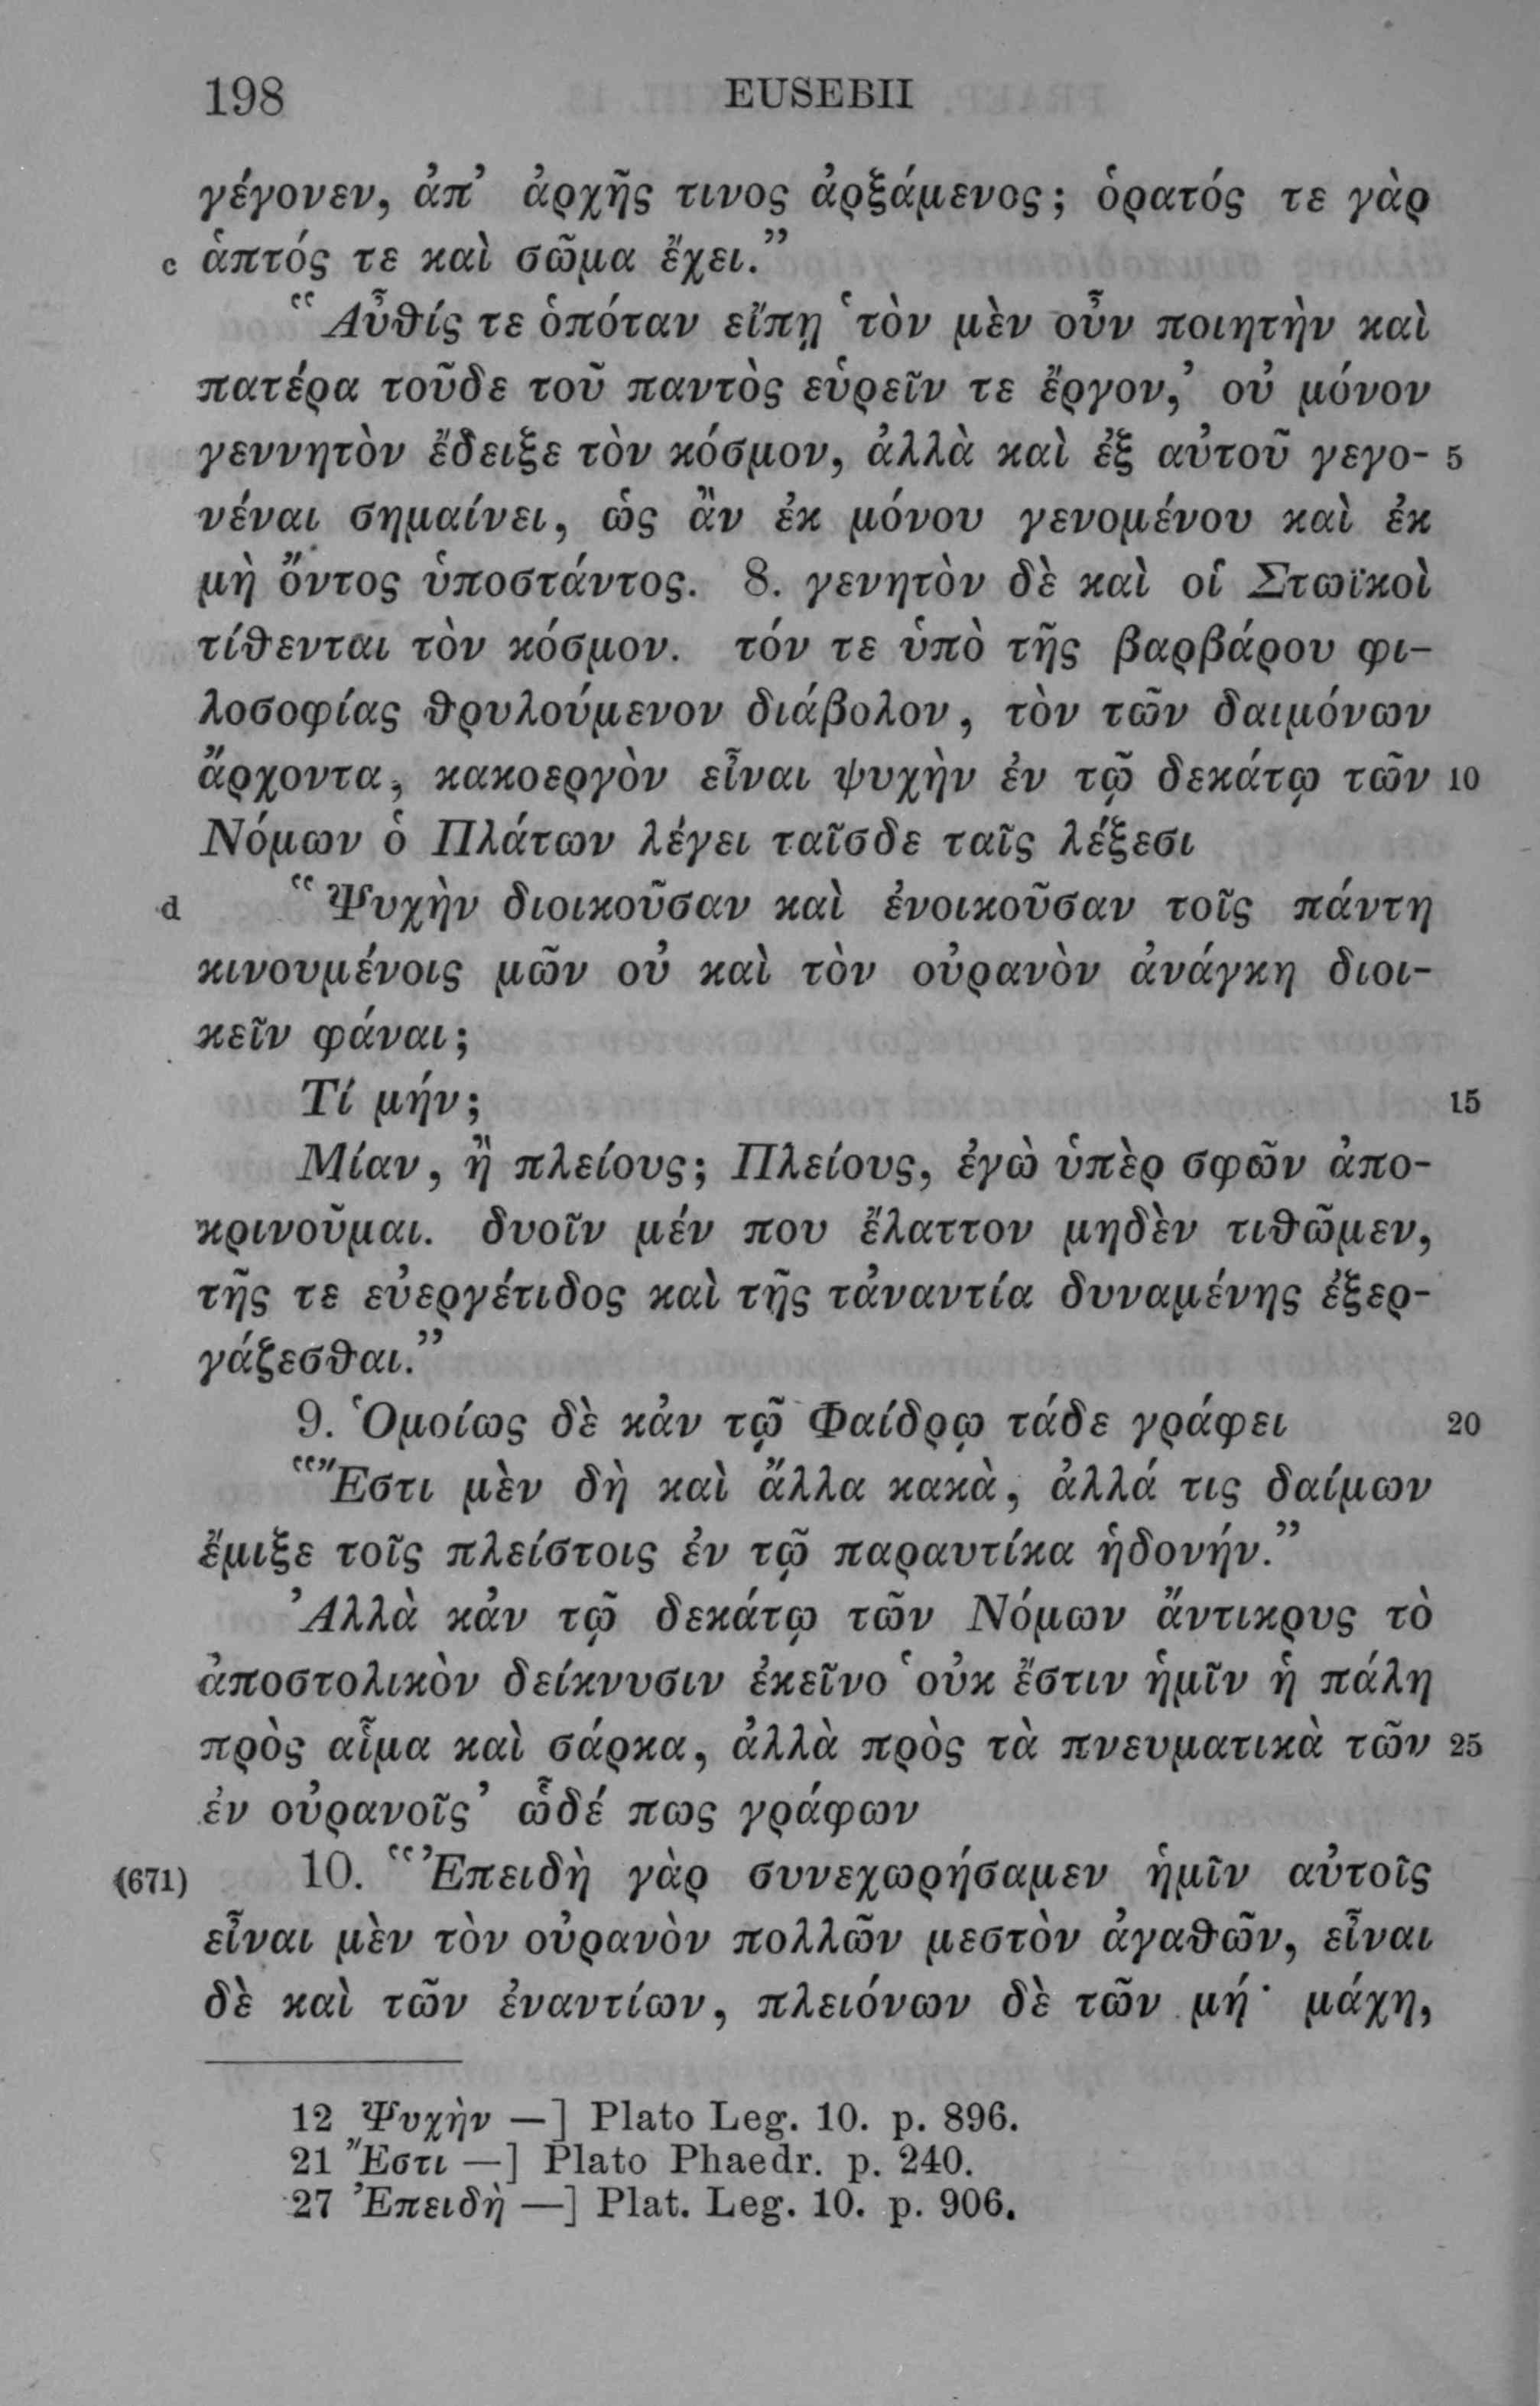 198 EUSEBII
γέγονεν, ἀπ’ ἀρχῆς τινος ἀρξάμενος; ὁρατός τε γὰρ
c ἁπτός τε καὶ σῶμα ἔχει.”
“Αὖθίς τε ὁπόταν εἴπῃ ‘τὸν μὲν οὖν ποιητὴν καὶ
πατέρα τοῦδε τοῦ παντὸς εὑρεῖν τε ἔργον,’ οὐ μόνον
γεννητὸν ἔδειξε τὸν κόσμον, ἀλλὰ καὶ ἐξ αὐτοῦ γεγο- 5
νέναι σημαίνει, ὡς ἂν ἐκ μόνου γενομένου καὶ ἐκ
μὴ ὄντος ὑποστάντος. 8. γενητὸν δὲ καὶ οἱ Στωϊκοὶ
τίθενται τὸν κόσμον. τόν τε ὑπὸ τῆς βαρβάρου φι-
λοσοφίας θρυλούμενον διάβολον, τὸν τῶν δαιμόνων
ἄρχοντα, κακοεργὸν εἶναι ψυχὴν ἐν τῷ δεκάτῳ τῶν 10
Νόμων ὁ Πλάτων λέγει ταῖσδε ταῖς λέξεσι
d “Ψυχὴν διοικοῦσαν καὶ ἐνοικοῦσαν τοῖς πάντη
κινουμένοις μῶν οὐ καὶ τὸν οὐρανὸν ἀνάγκη διοι-
κεῖν φάναι;
Τί μήν; 15
Μίαν, ἢ πλείους; Πλείους, ἐγὼ ὑπὲρ σφῶν ἀπο-
κρινοῦμαι. δυοῖν μέν που ἔλαττον μηδὲν τιθῶμεν,
τῆς τε εὐεργέτιδος καὶ τῆς τἀναντία δυναμένης ἐξερ-
γάζεσθαι.”
9. Ὁμοίως δὲ κἀν τῷ Φαίδρῳ τάδε γράφει 20
“Ἔστι μὲν δὴ καὶ ἄλλα κακὰ, ἀλλά τις δαίμων
ἔμιξε τοῖς πλείστοις ἐν τῷ παραυτίκα ἡδονήν.”
Ἀλλὰ κἀν τῷ δεκάτῳ τῶν Νόμων ἄντικρυς τὸ
ἀποστολικὸν δείκνυσιν ἐκεῖνο ‘οὐκ ἔστιν ἡμῖν ἡ πάλη
πρὸς αἷμα καὶ σάρκα, ἀλλὰ πρὸς τὰ πνευματικὰ τῶν 25
ἐν οὐρανοῖς’ ὧδέ πως γράφων
(671) 10. “Ἐπειδὴ γὰρ συνεχωρήσαμεν ἡμῖν αὐτοῖς
εἶναι μὲν τὸν οὐρανὸν πολλῶν μεστὸν ἀγαθῶν, εἶναι
δὲ καὶ τῶν ἐναντίων, πλειόνων δὲ τῶν μή· μάχη,
12 Ψυχὴν —] Plato Leg. 10. p. 896.
21 Ἔστι —] Plato Phaedr. p. 240.
27 Ἐπειδὴ —] Plat. Leg. 10. p. 906.